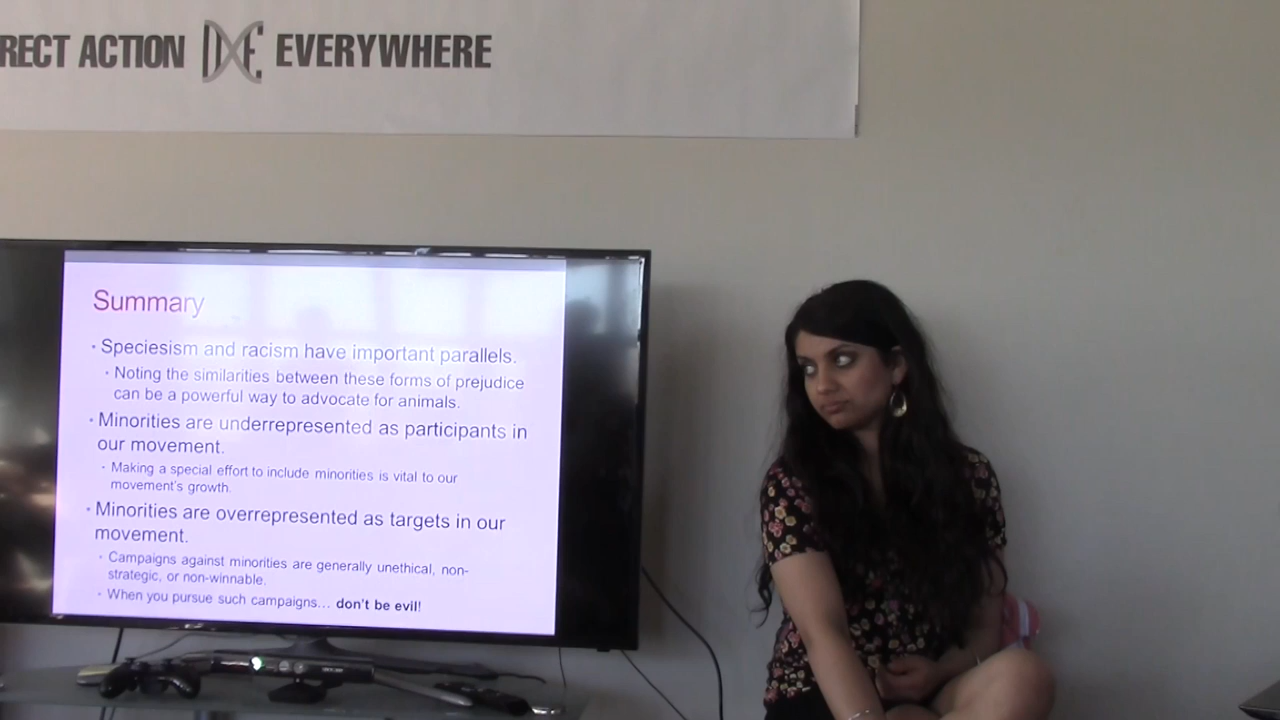 RECT ACTION DXE EVERYWHERE
Summary
• Speciesism and racism have important parallels.
• Noting the similarities between these forms of prejudice
can be a powerful way to advocate for animals.
• Minorities are underrepresented as participants in
our movement.
• Making a special effort to include minorities is vital to our
movement's growth.
• Minorities are overrepresented as targets in our
movement.
• Campaigns against minorities are generally unethical, non-
strategic, or non-winnable.
• When you pursue such campaigns… don't be evil!